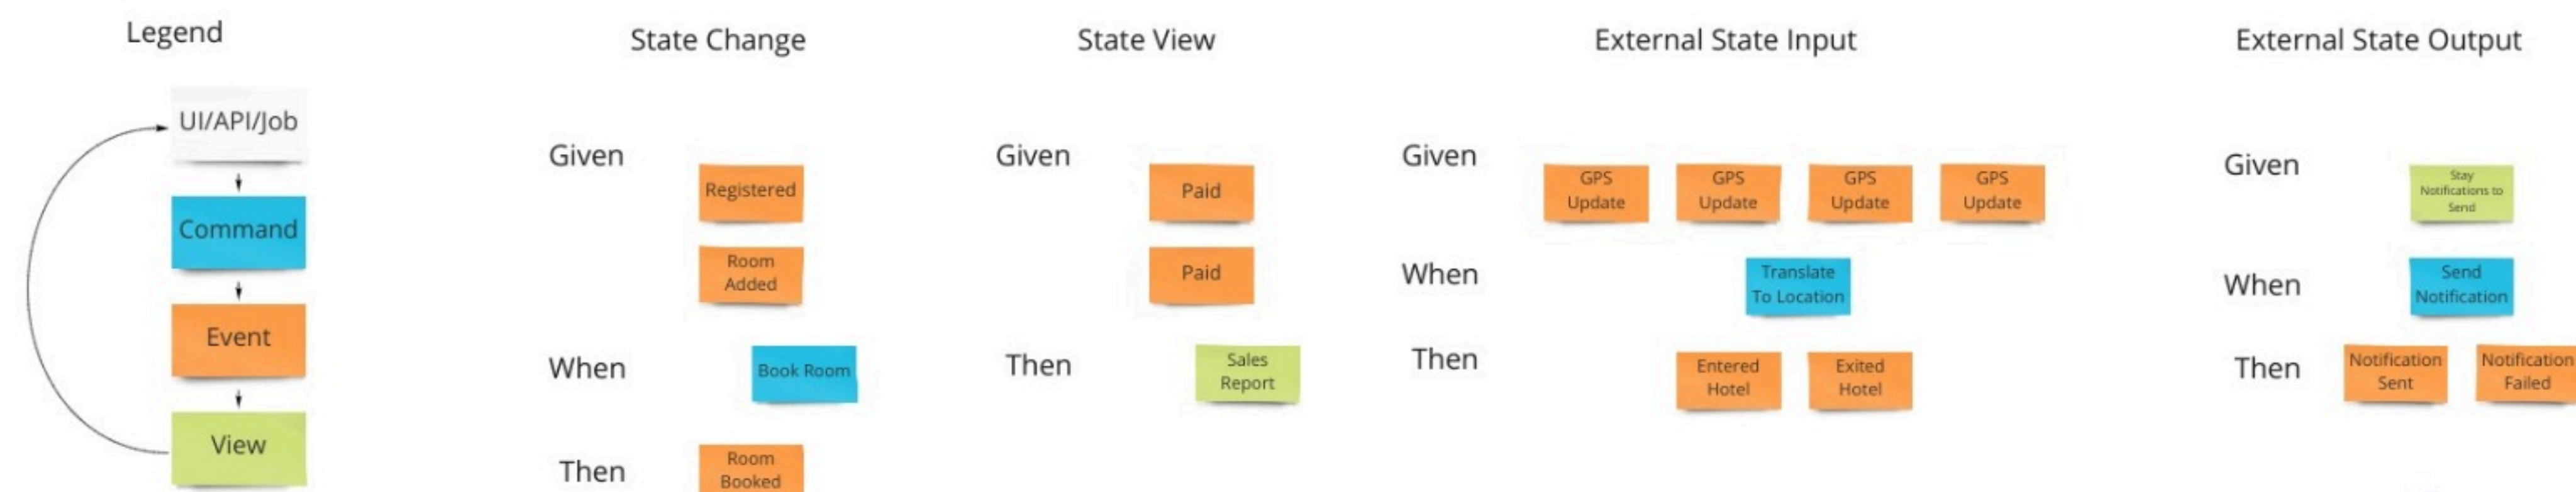 Legend
UI/API/Job
Command
Event
View
State Change
Given
Registered
Room
Added
When
Book Room
Then
Room
Booked
State View
Given
Paid
Paid
Then
Sales
Report
External State Input
Given
GPS
Update
GPS
Update
GPS
Update
GPS
Update
When
Translate
To Location
Then
Entered
Hotel
Exited
Hotel
External State Output
Given
Stay
Notifications to
Send
When
Send
Notification
Then
Notification
Sent
Notification
Failed